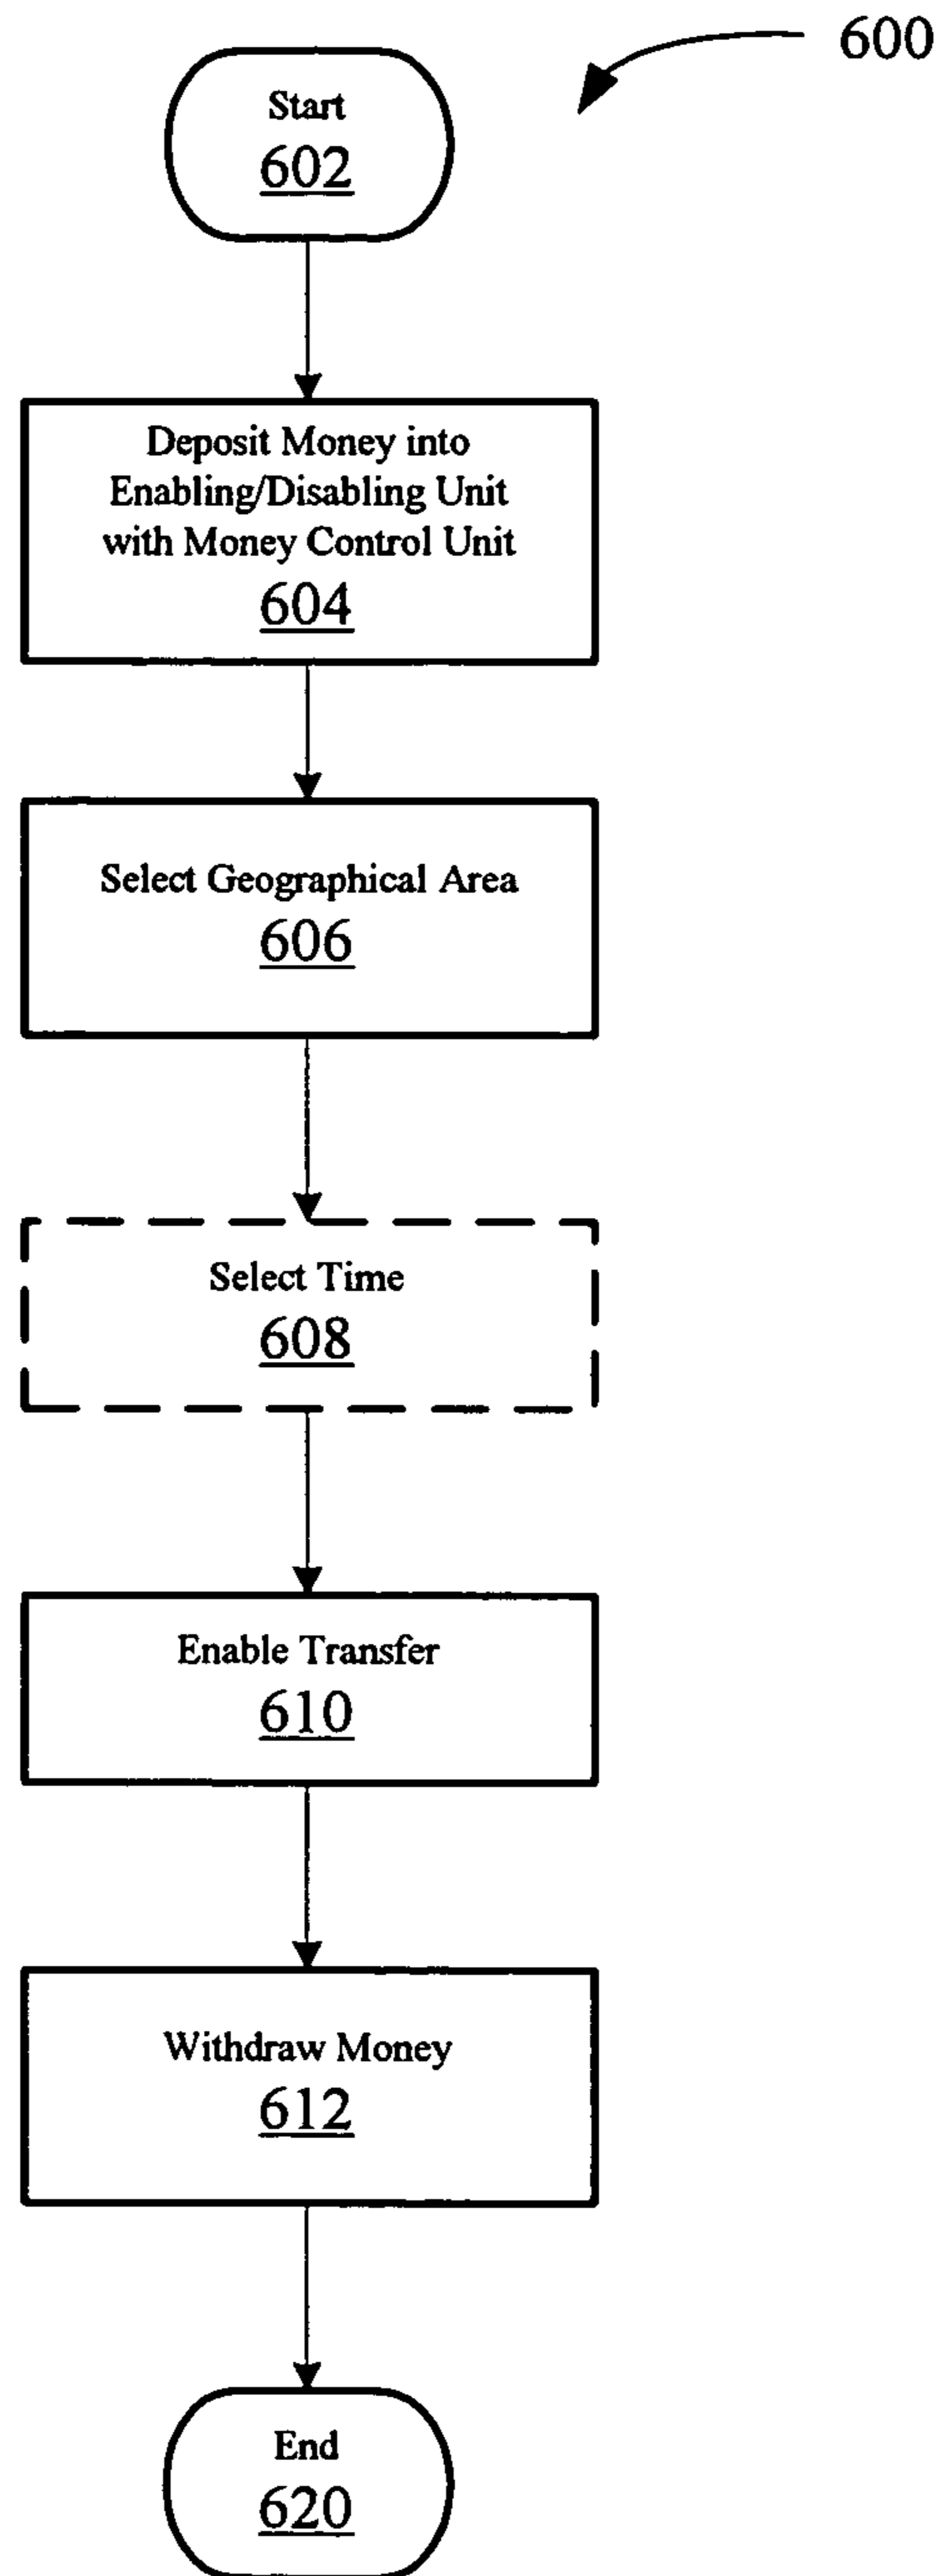 600
Start
602
Deposit Money into
Enabling/Disabling Unit
with Money Control Unit
604
Select Geographical Area
606
Select Time
608
Enable Transfer
610
Withdraw Money
612
End
620